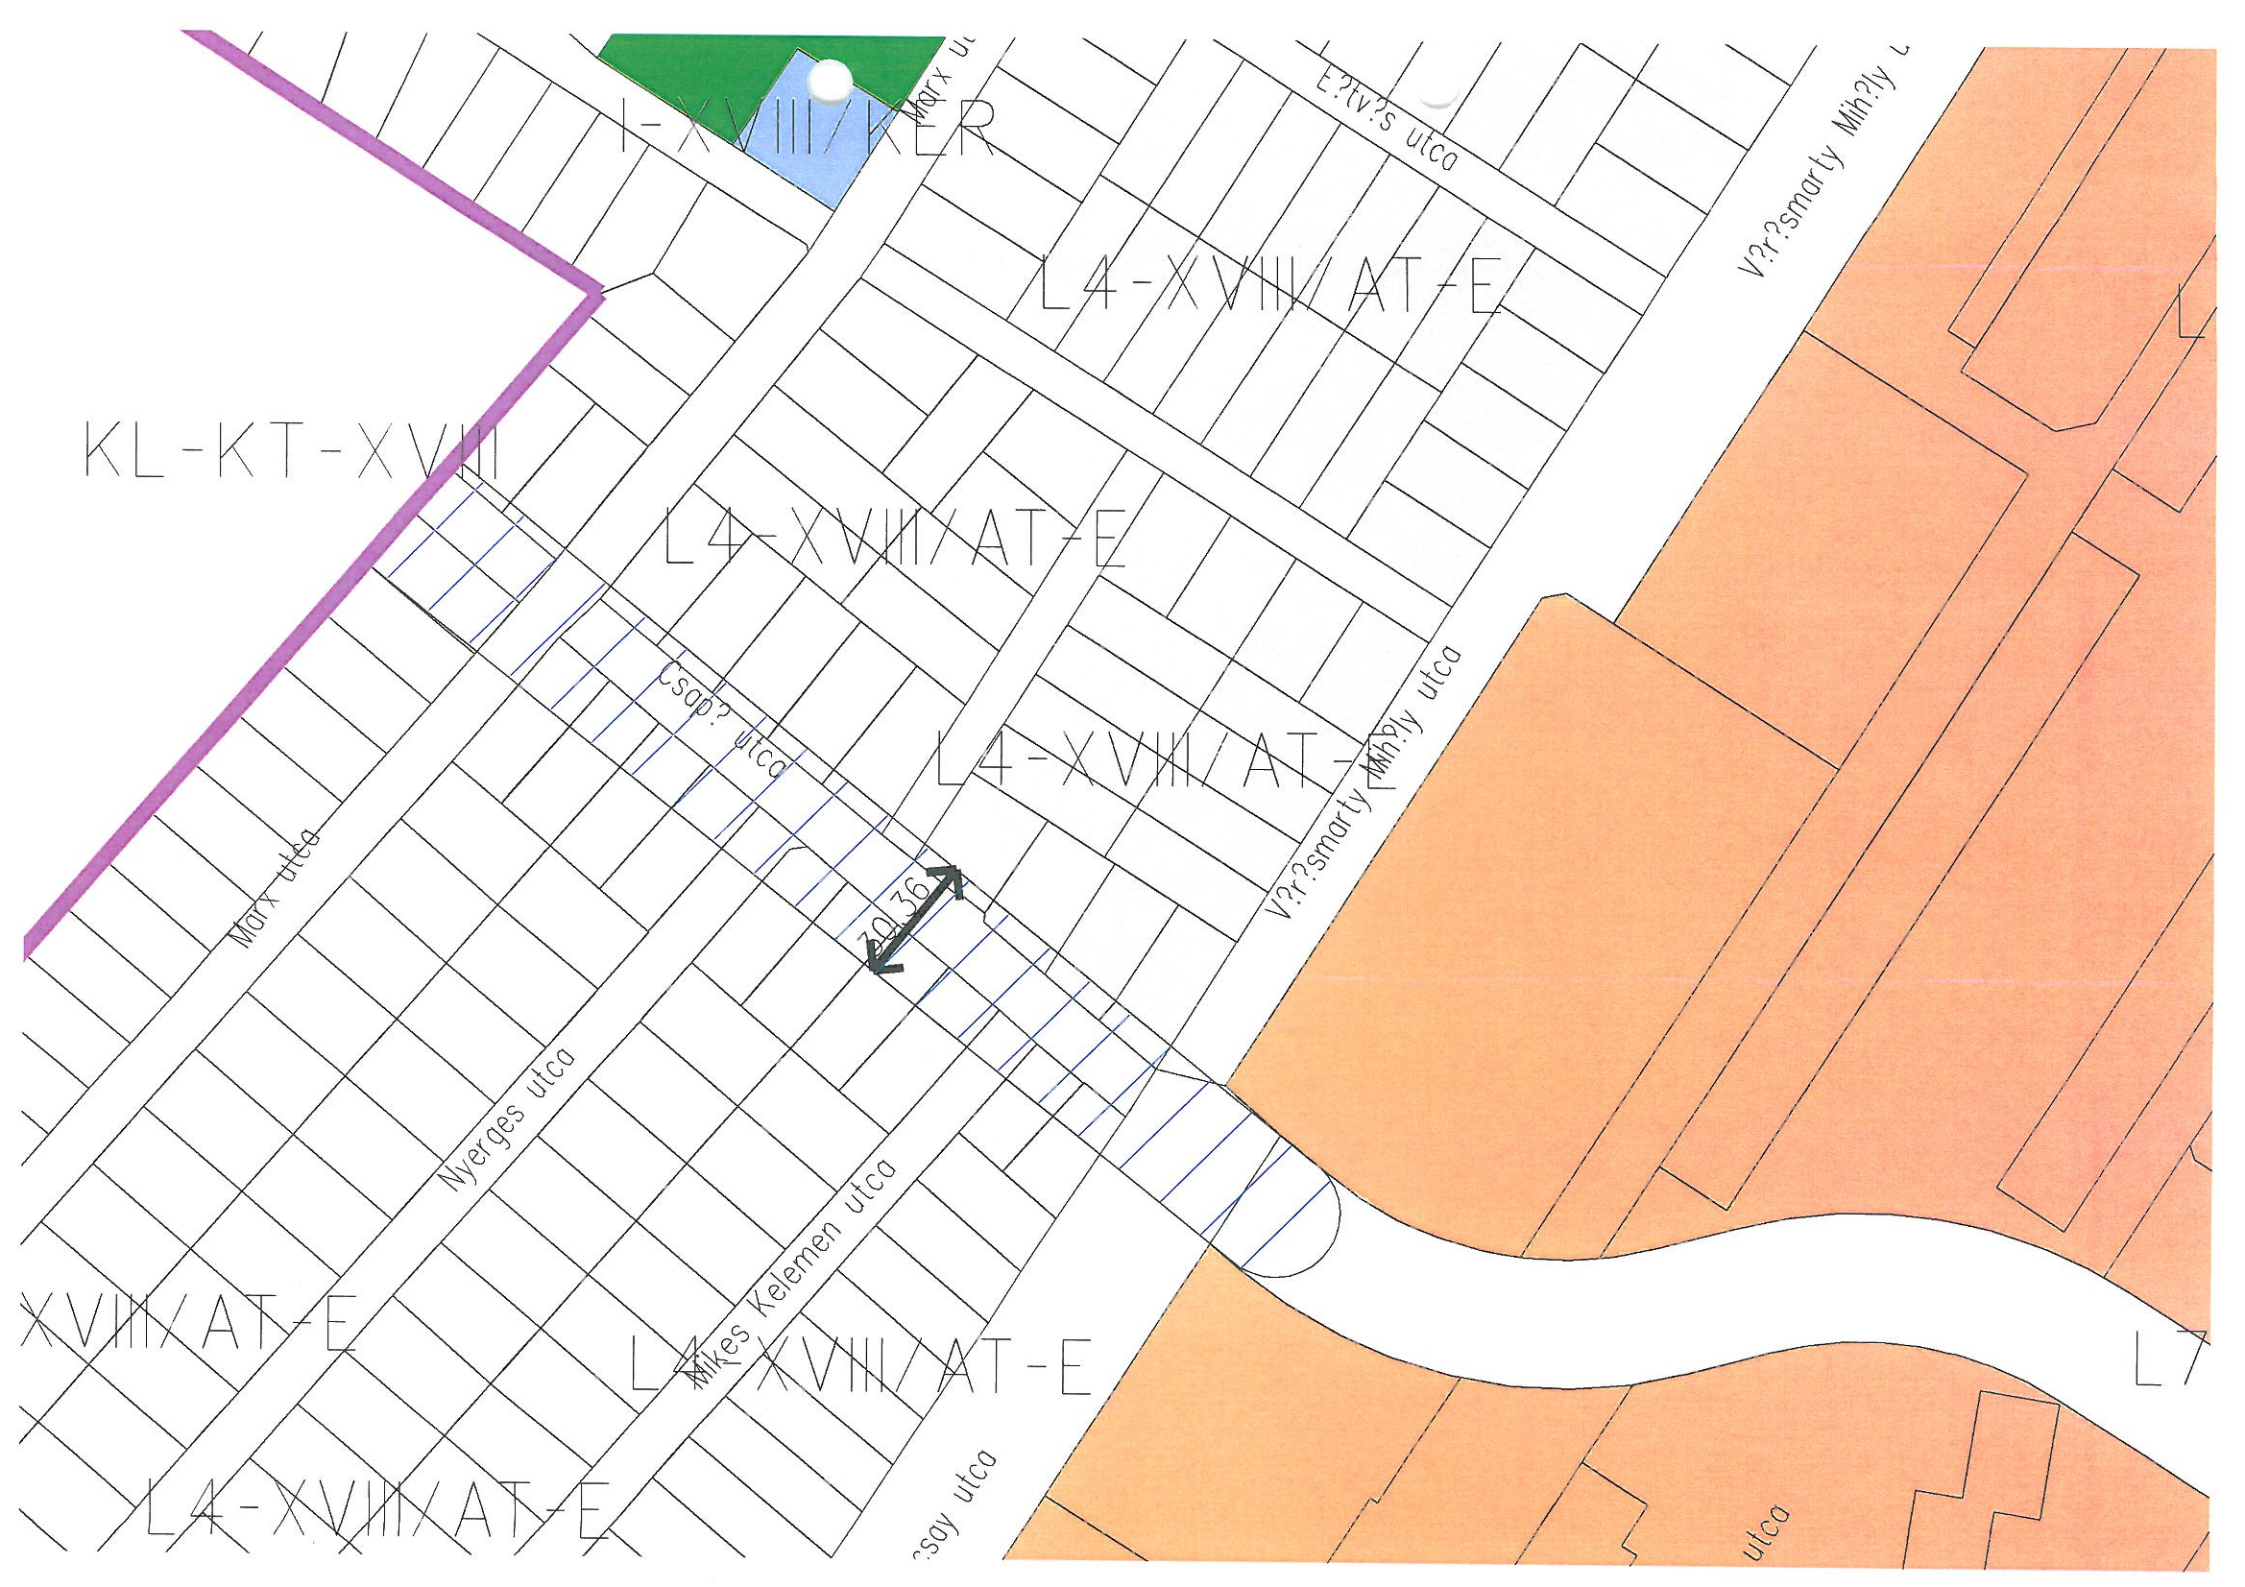 Marx ut
I-XVIII/KER
E?tv?s utca
V?r?smarty Mih?ly u
L4-XVIII/AT-E
L
KL-KT-XVIII
L4-XVIII/AT-E
Csap? utca
L4-XVIII/AT-E
V?r?smarty Mih?ly utca
Marx utca
30.36
Nyerges utca
Mikes Kelemen utca
XVIII/AT-E
L4-XVIII/AT-E
L7
L4-XVIII/AT-E
csay utca
utca